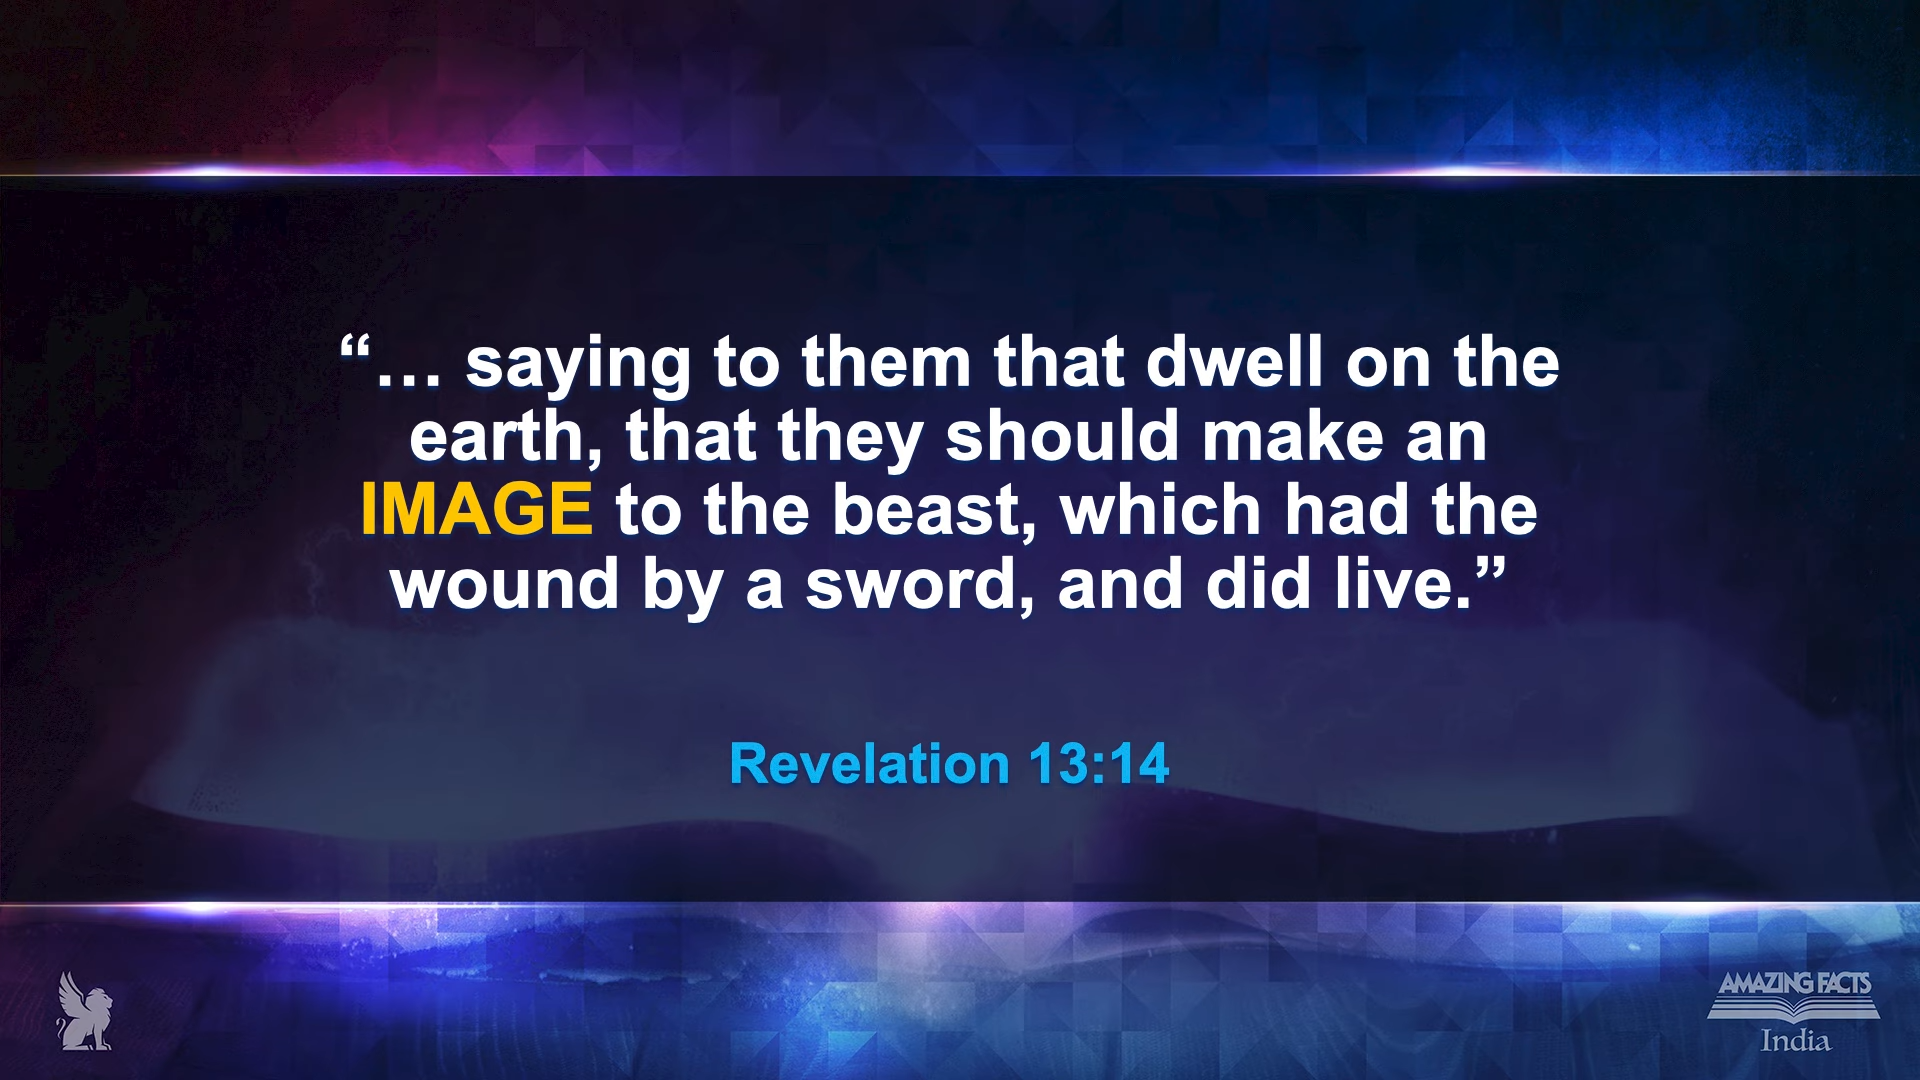 “… saying to them that dwell on the
earth, that they should make an
IMAGE to the beast, which had the
wound by a sword, and did live.”
Revelation 13:14
AMAZING FACTS
India